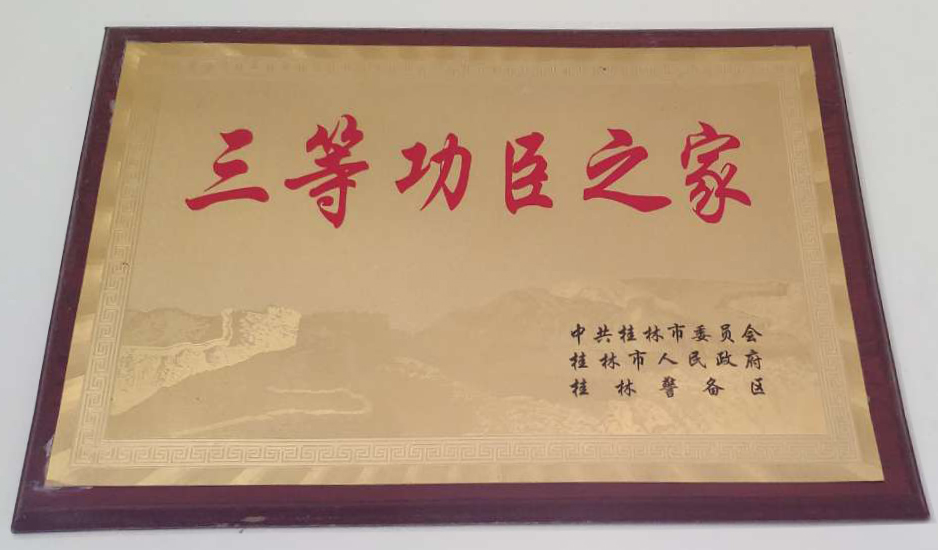 三等功臣之家
中共桂林市委员会
桂林市人民政府
桂林警备区